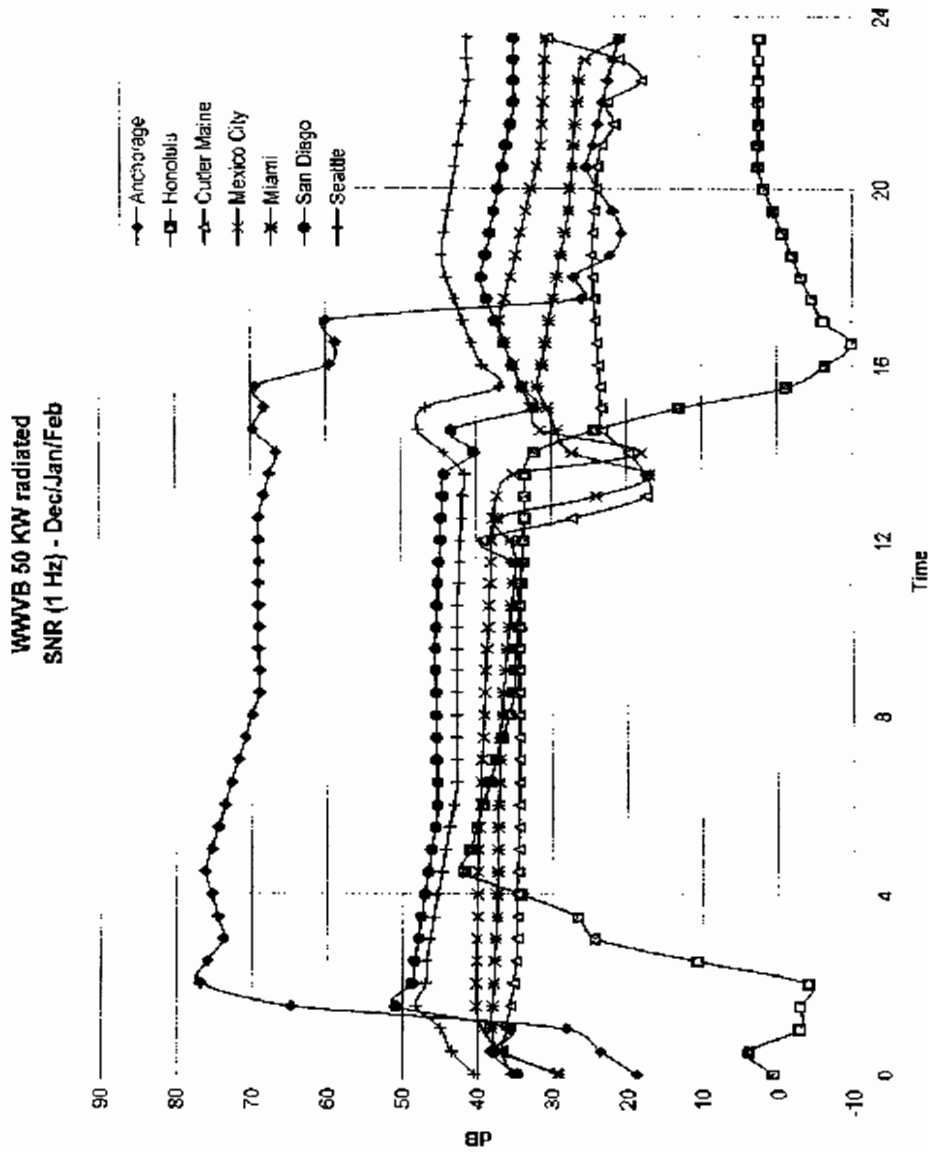 WWVB 50 KW radiated
SNR (1 Hz) - Dec/Jan/Feb
Anchorage
Honolulu
Cutler Maine
Mexico City
Miami
San Diego
Seattle
dB
90
80
70
60
50
40
30
20
10
0
-10
0
4
8
12
16
20
24
Time